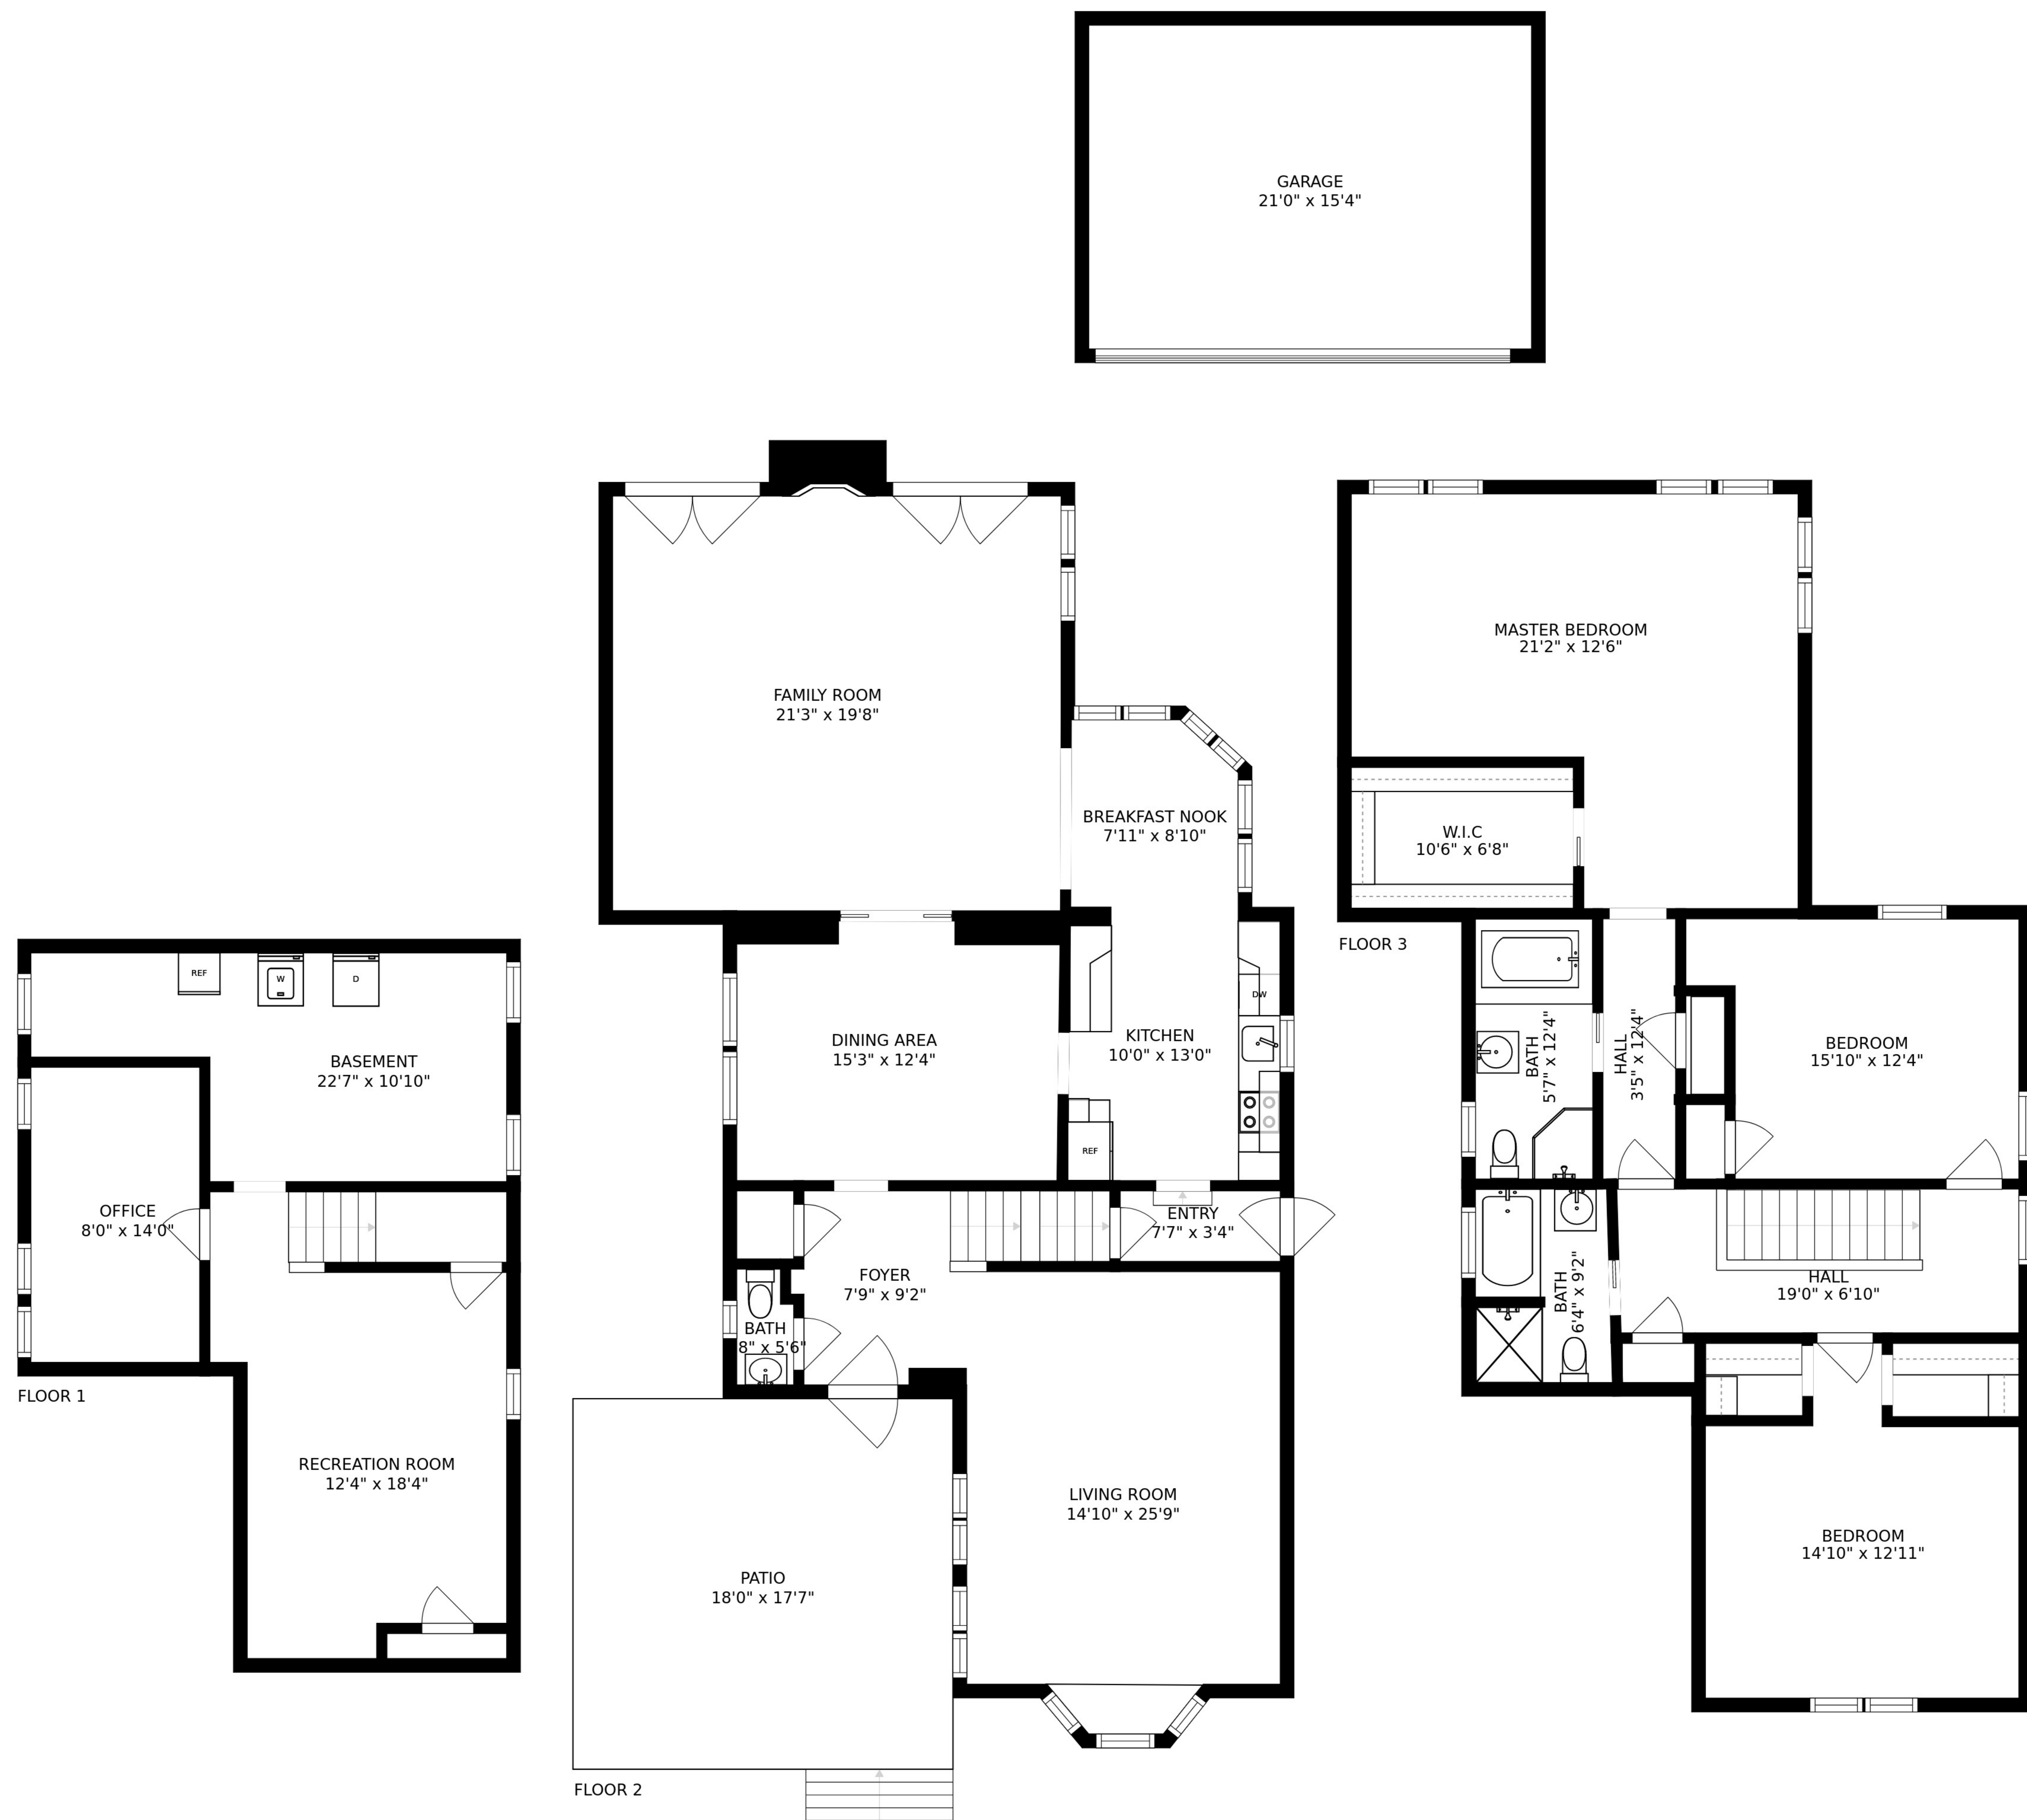 GARAGE
21'0" x 15'4"
REF
W
D
BASEMENT
22'7" x 10'10"
OFFICE
8'0" x 14'0"
RECREATION ROOM
12'4" x 18'4"
FLOOR 1
FAMILY ROOM
21'3" x 19'8"
BREAKFAST NOOK
7'11" x 8'10"
DINING AREA
15'3" x 12'4"
KITCHEN
10'0" x 13'0"
DW
REF
ENTRY
7'7" x 3'4"
FOYER
7'9" x 9'2"
BATH
8" x 5'6"
LIVING ROOM
14'10" x 25'9"
PATIO
18'0" x 17'7"
FLOOR 2
MASTER BEDROOM
21'2" x 12'6"
W.I.C
10'6" x 6'8"
FLOOR 3
BATH
5'7" x 12'4"
HALL
3'5" x 12'4"
BEDROOM
15'10" x 12'4"
BATH
6'4" x 9'2"
HALL
19'0" x 6'10"
BEDROOM
14'10" x 12'11"